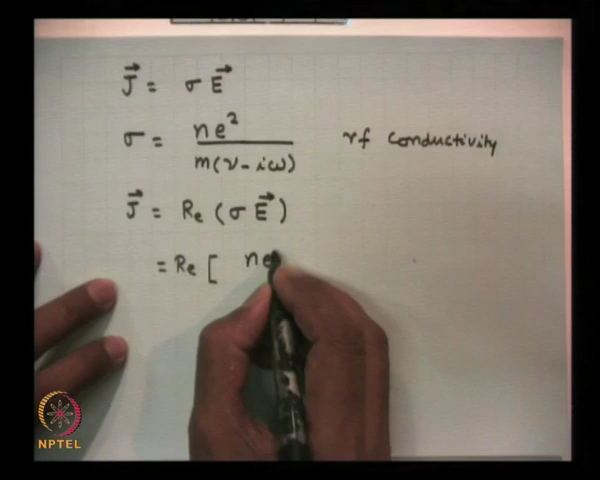 J⃗ = σ E⃗
σ = ne² / m(ν - iω) rf conductivity
J⃗ = Re (σ E⃗)
= Re [ ne
NPTEL